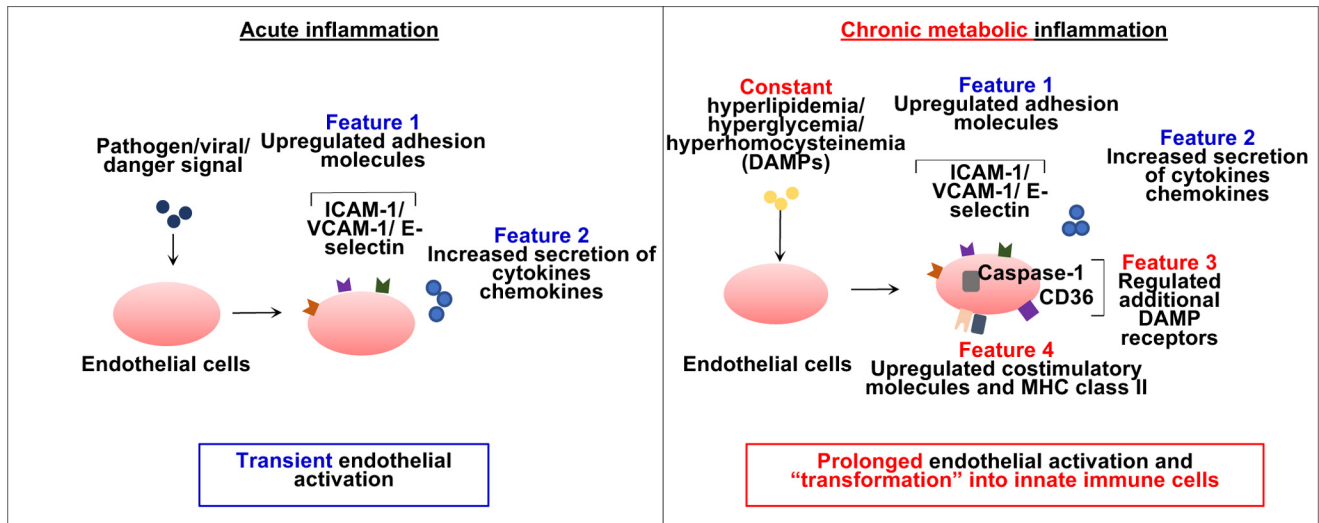 Acute inflammation
Pathogen/viral/
danger signal
Feature 1
Upregulated adhesion
molecules
ICAM-1/
VCAM-1/ E-
selectin
Feature 2
Increased secretion of
cytokines
chemokines
Endothelial cells
Transient endothelial
activation
Chronic metabolic inflammation
Constant
hyperlipidemia/
hyperglycemia/
hyperhomocysteinemia
(DAMPs)
Feature 1
Upregulated adhesion
molecules
ICAM-1/
VCAM-1/ E-
selectin
Feature 2
Increased secretion
of cytokines
chemokines
Caspase-1
CD36
Feature 3
Regulated
additional
DAMP
receptors
Endothelial cells
Feature 4
Upregulated costimulatory
molecules and MHC class II
Prolonged endothelial activation and
“transformation” into innate immune cells